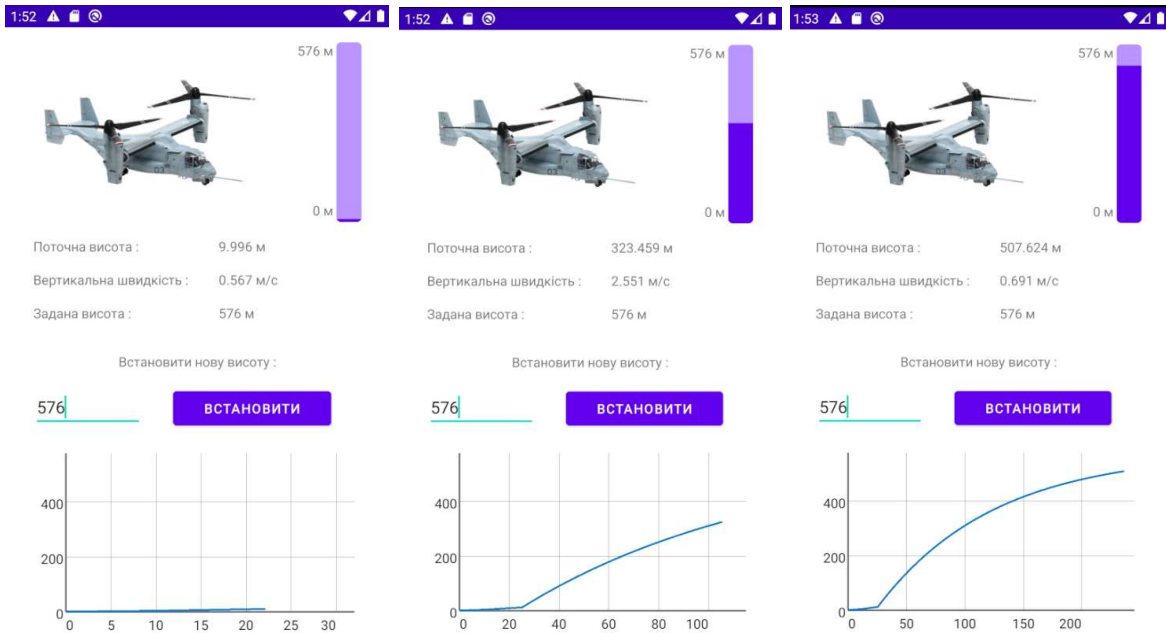 1:52
576 м
0 м
Поточна висота : 9.996 м
Вертикальна швидкість : 0.567 м/с
Задана висота : 576 м
Встановити нову висоту :
576 ВСТАНОВИТИ
400
200
0
0 5 10 15 20 25 30
1:52
576 м
03
0 м
Поточна висота : 323.459 м
Вертикальна швидкість : 2.551 м/с
Задана висота : 576 м
Встановити нову висоту :
576 ВСТАНОВИТИ
400
200
0
0 20 40 60 80 100
1:53
576 м
03
0 м
Поточна висота : 507.624 м
Вертикальна швидкість : 0.691 м/с
Задана висота : 576 м
Встановити нову висоту :
576 ВСТАНОВИТИ
400
200
0
0 50 100 150 200